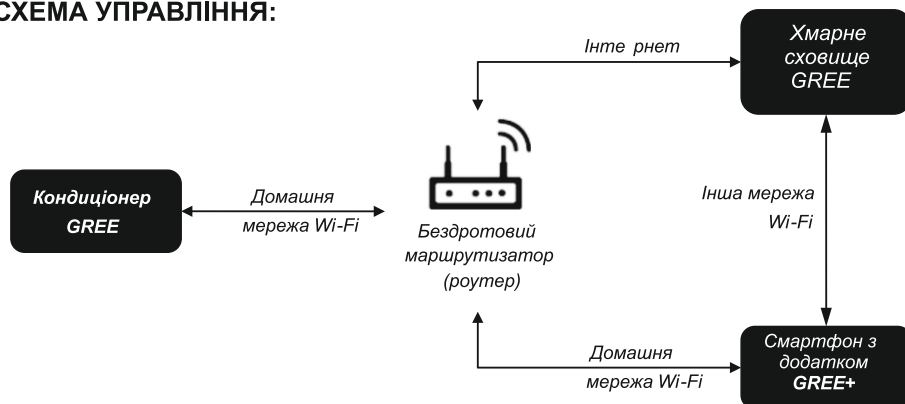 СХЕМА УПРАВЛІННЯ:
Інте рнет
Хмарне
сховище
GREE
Кондиціонер
GREE
Домашня
мережа Wi-Fi
Бездротовий
маршрутизатор
(роутер)
Інша мережа
Wi-Fi
Домашня
мережа Wi-Fi
Смартфон з
додатком
GREE+